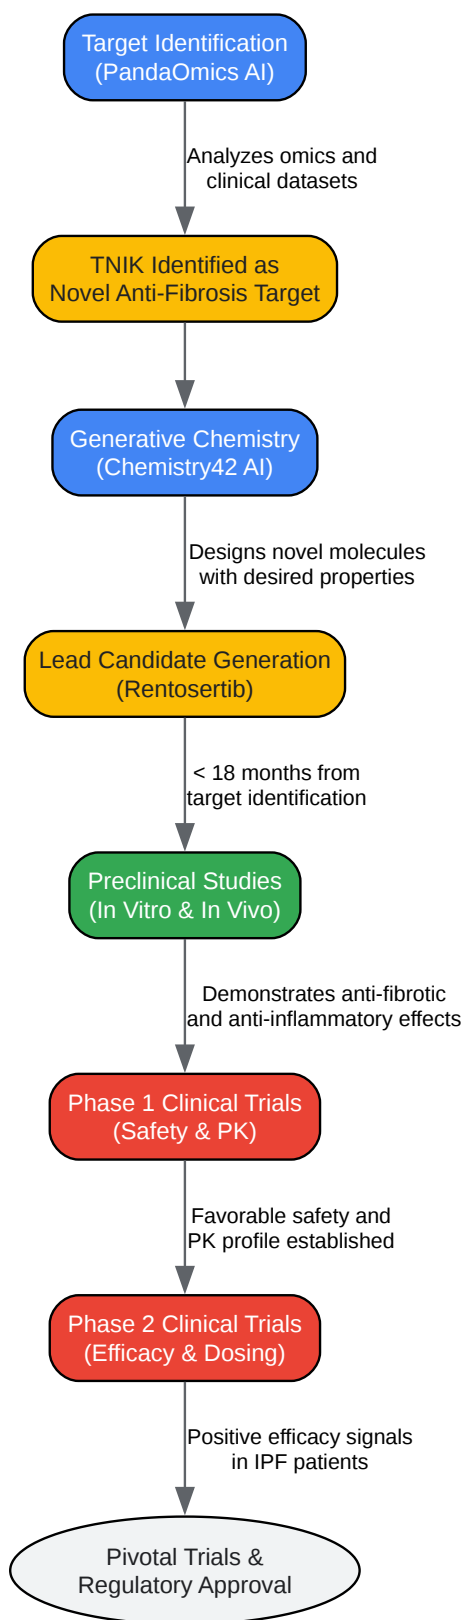 Target Identification
(PandaOmics AI)
Analyzes omics and
clinical datasets
TNIK Identified as
Novel Anti-Fibrosis Target
Generative Chemistry
(Chemistry42 AI)
Designs novel molecules
with desired properties
Lead Candidate Generation
(Rentosertib)
< 18 months from
target identification
Preclinical Studies
(In Vitro & In Vivo)
Demonstrates anti-fibrotic
and anti-inflammatory effects
Phase 1 Clinical Trials
(Safety & PK)
Favorable safety and
PK profile established
Phase 2 Clinical Trials
(Efficacy & Dosing)
Positive efficacy signals
in IPF patients
Pivotal Trials &
Regulatory Approval